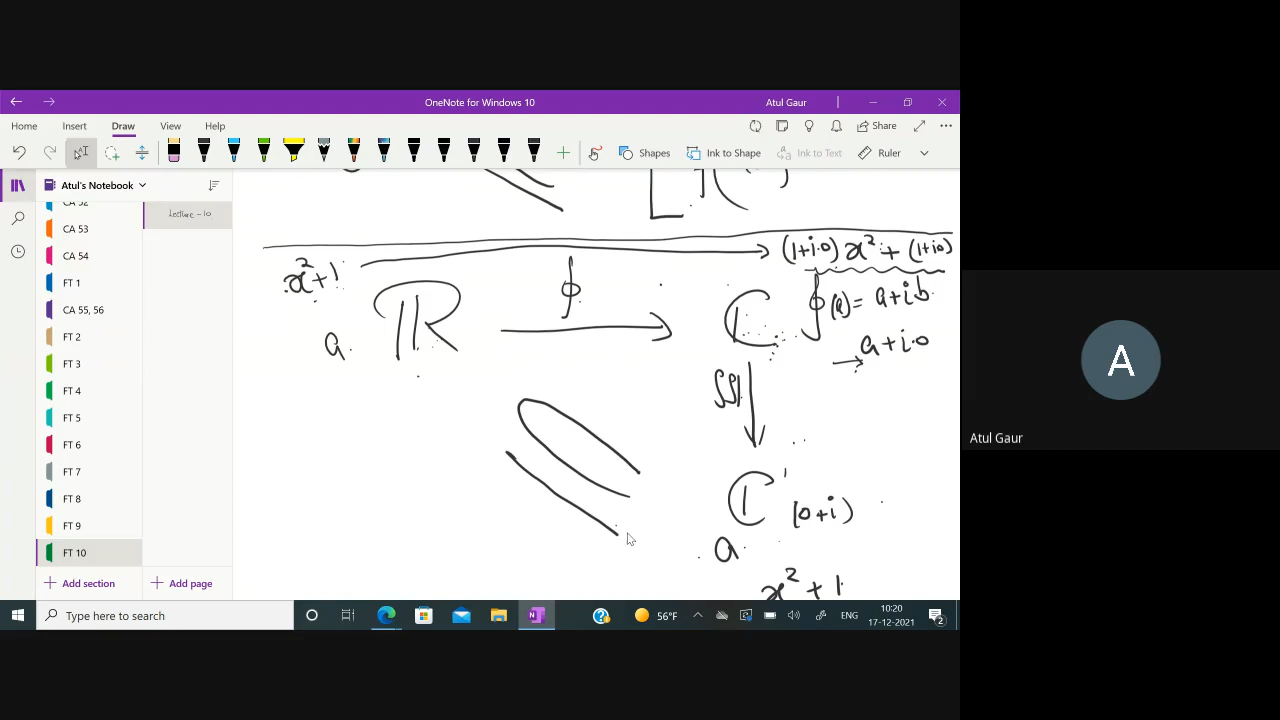 OneNote for Windows 10
Atul Gaur
Home Insert Draw View Help
Share
Shapes Ink to Shape Ink to Text Ruler
Atul's Notebook
CA 52
CA 53
CA 54
FT 1
CA 55, 56
FT 2
FT 3
FT 4
FT 5
FT 6
FT 7
FT 8
FT 9
FT 10
Add section Add page
Lecture - 10
x² + 1
(1+i·0) x² + (1+i0)
ϕ
ℝ
ℂ
ϕ(a) = a+ib
a
→ a+i·0
ℂ' (0+i)
a
x² + 1
A
Atul Gaur
Type here to search
56°F
ENG
10:20
17-12-2021
2